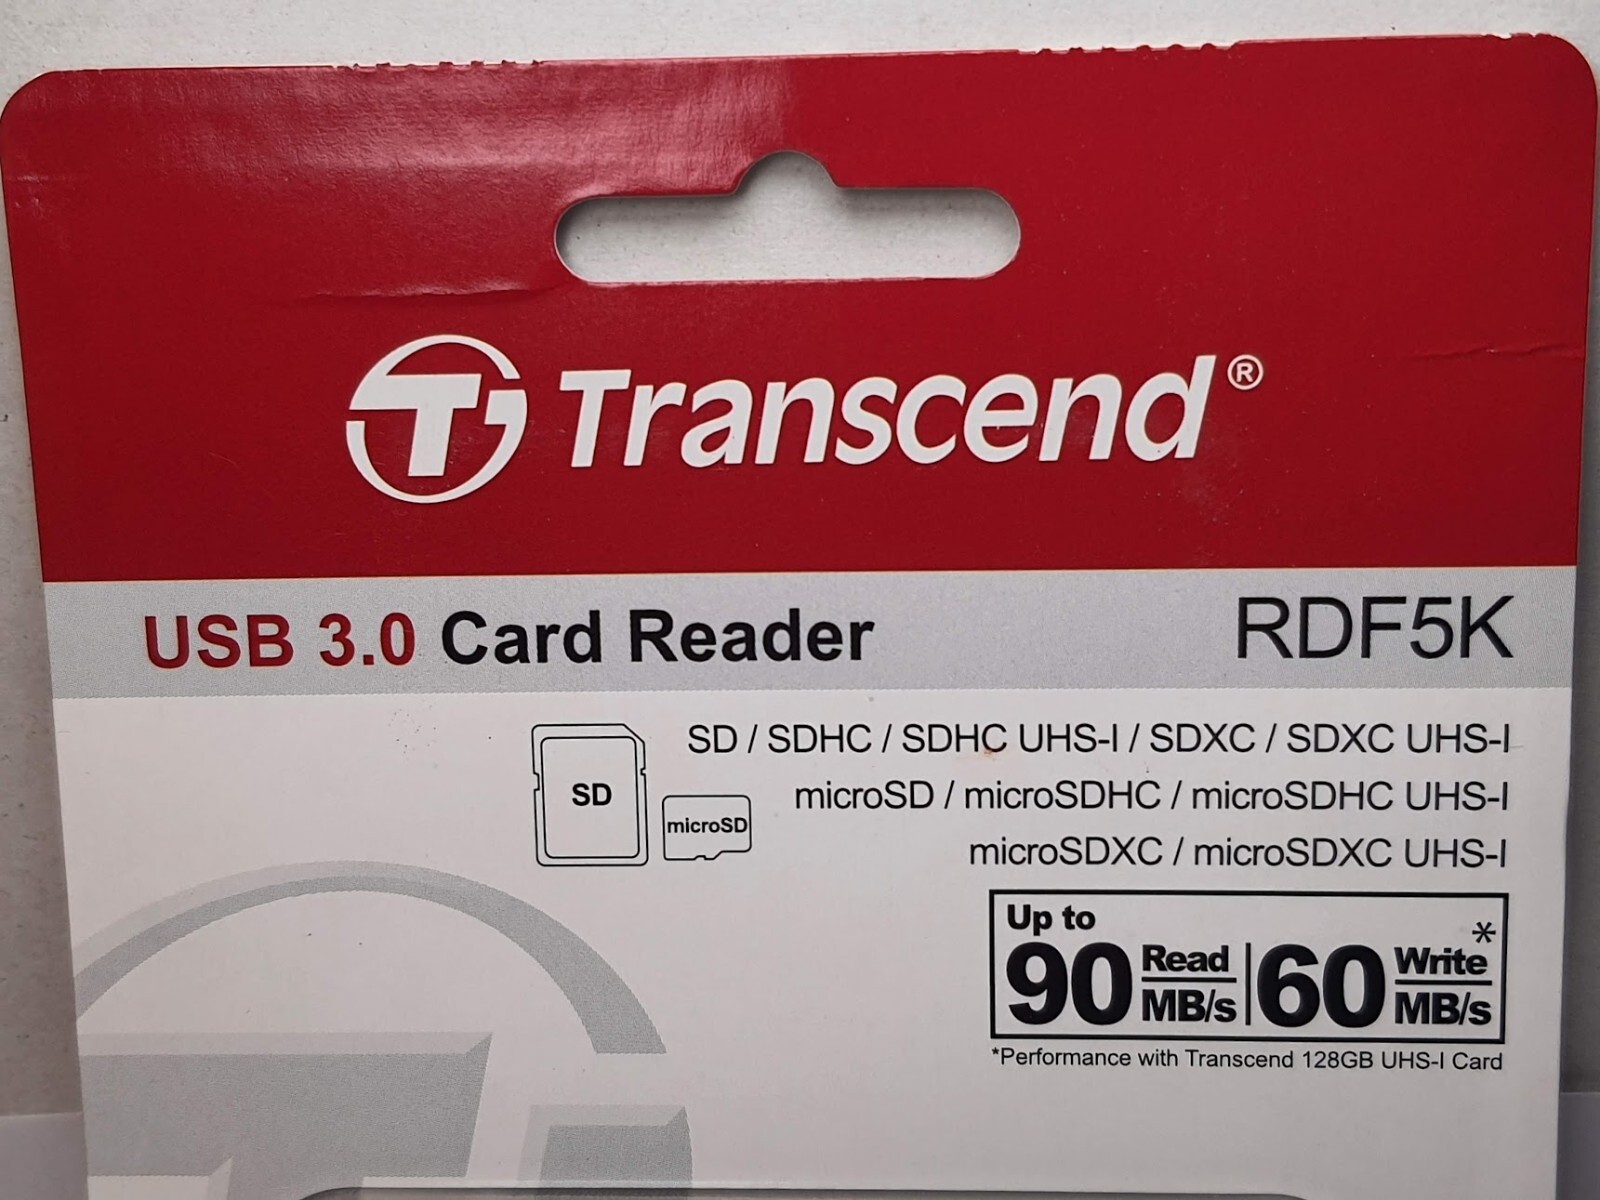 Transcend®
USB 3.0 Card Reader RDF5K
SD / SDHC / SDHC UHS-I / SDXC / SDXC UHS-I
SD
microSD / microSDHC / microSDHC UHS-I
microSD
microSDXC / microSDXC UHS-I
Up to
90 Read MB/s | 60 Write MB/s *
*Performance with Transcend 128GB UHS-I Card